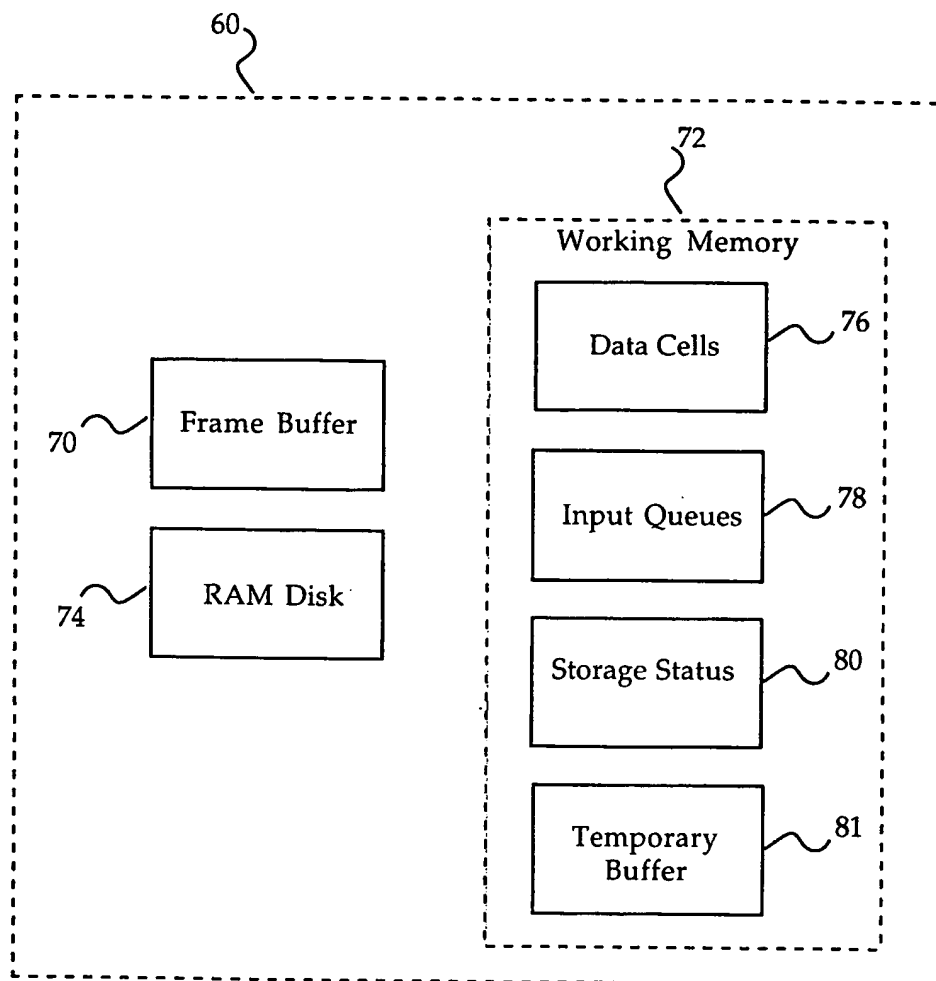 60
72
Working Memory
Data Cells
76
Frame Buffer
70
Input Queues
78
RAM Disk
74
Storage Status
80
Temporary
Buffer
81